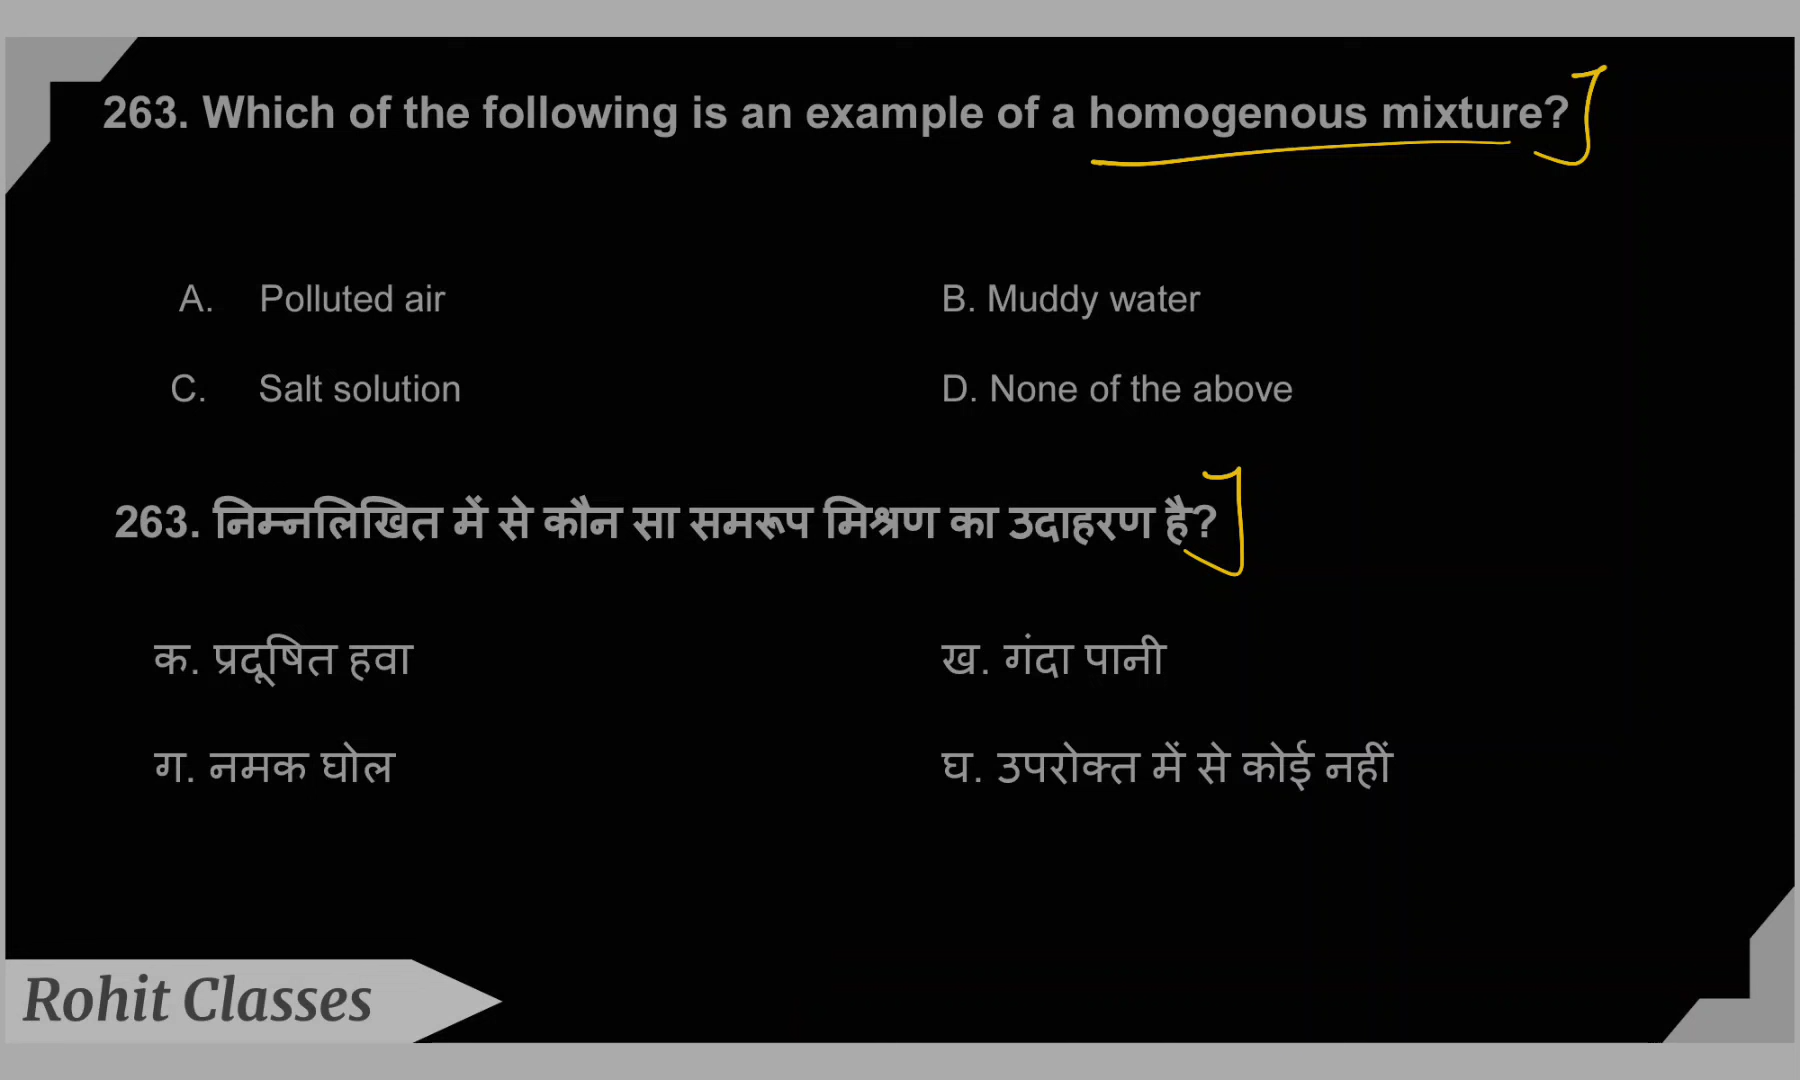 263. Which of the following is an example of a homogenous mixture?
A. Polluted air B. Muddy water
C. Salt solution D. None of the above
263. निम्नलिखित में से कौन सा समरूप मिश्रण का उदाहरण है?
क. प्रदूषित हवा ख. गंदा पानी
ग. नमक घोल घ. उपरोक्त में से कोई नहीं
Rohit Classes